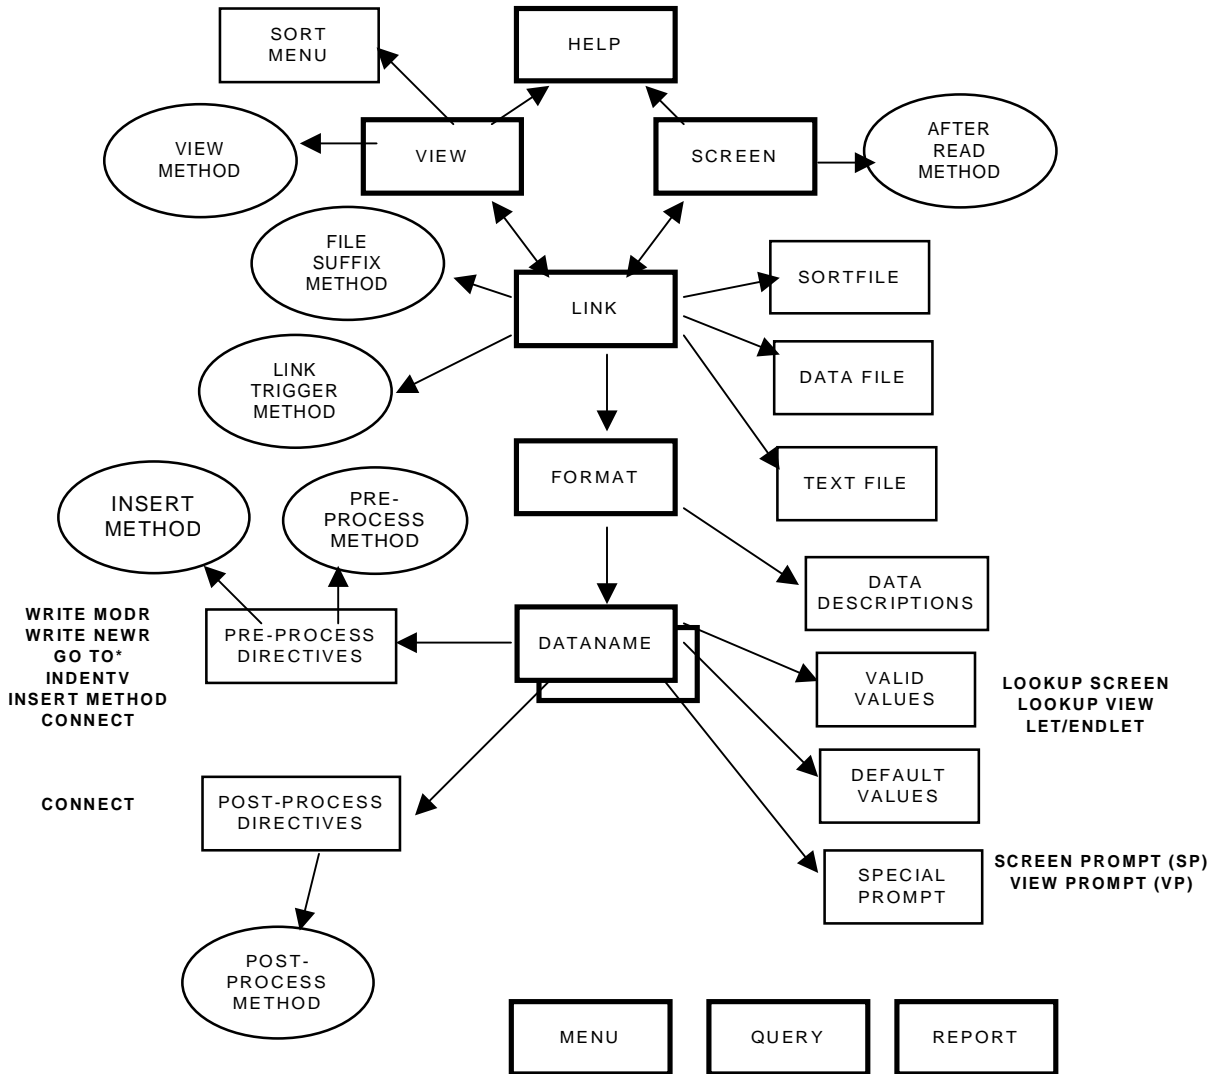 SORT
MENU
HELP
VIEW
METHOD
VIEW
SCREEN
AFTER
READ
METHOD
FILE
SUFFIX
METHOD
LINK
SORTFILE
LINK
TRIGGER
METHOD
DATA FILE
FORMAT
TEXT FILE
INSERT
METHOD
PRE-
PROCESS
METHOD
DATA
DESCRIPTIONS
WRITE MODR
WRITE NEWR
GO TO*
INDENTV
INSERT METHOD
CONNECT
PRE-PROCESS
DIRECTIVES
DATANAME
VALID
VALUES
LOOKUP SCREEN
LOOKUP VIEW
LET/ENDLET
DEFAULT
VALUES
CONNECT
POST-PROCESS
DIRECTIVES
SPECIAL
PROMPT
SCREEN PROMPT (SP)
VIEW PROMPT (VP)
POST-
PROCESS
METHOD
MENU
QUERY
REPORT